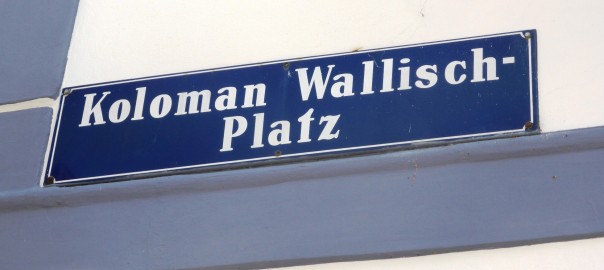 Koloman Wallisch-
Platz